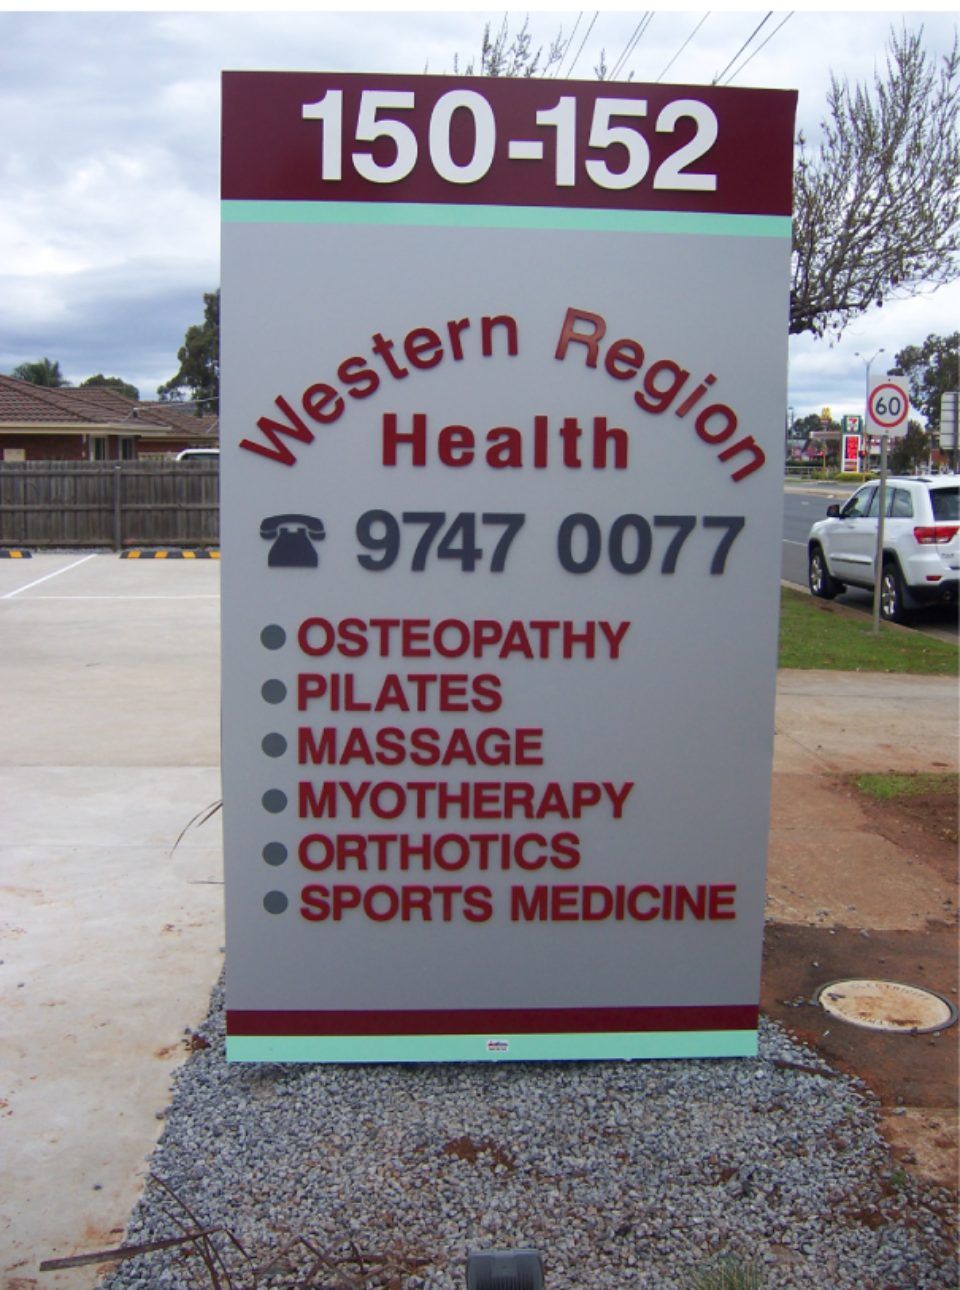 150-152
Western Region
Health
9747 0077
OSTEOPATHY
PILATES
MASSAGE
MYOTHERAPY
ORTHOTICS
SPORTS MEDICINE
60